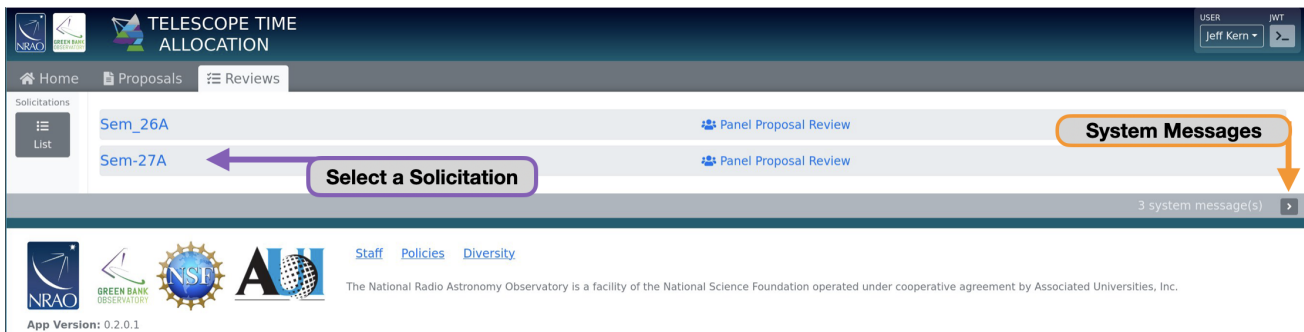 NRAO
GREEN BANK
OBSERVATORY
TELESCOPE TIME
ALLOCATION
USER
JWT
Jeff Kern
>_
Home
Proposals
Reviews
Solicitations
List
Sem_26A
Panel Proposal Review
System Messages
Sem-27A
Panel Proposal Review
Select a Solicitation
3 system message(s)
NRAO
GREEN BANK
OBSERVATORY
NSF
AUI
Staff Policies Diversity
The National Radio Astronomy Observatory is a facility of the National Science Foundation operated under cooperative agreement by Associated Universities, Inc.
App Version: 0.2.0.1